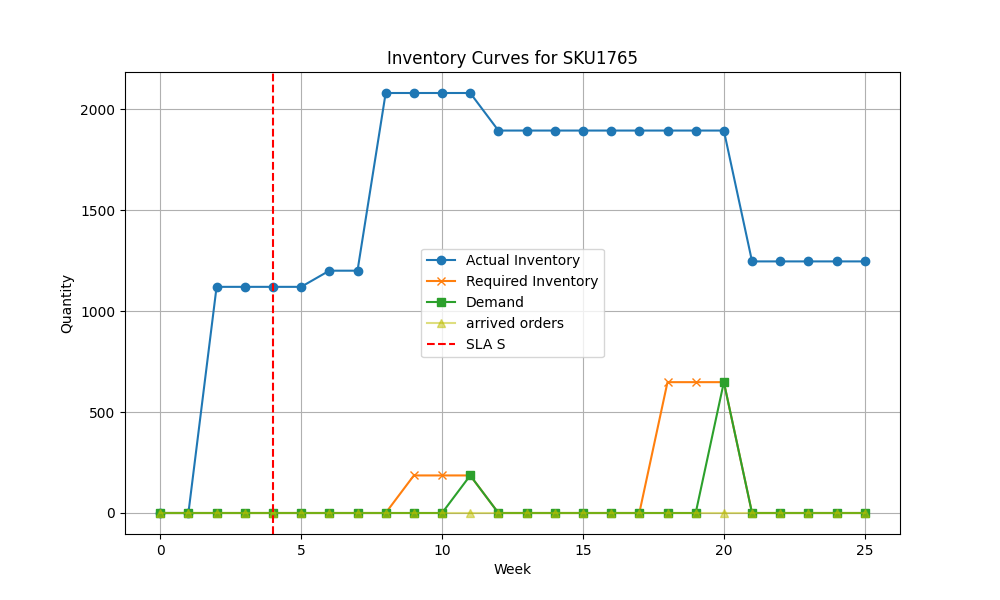 Inventory Curves for SKU1765
Quantity
2000
1500
1000
500
0
Actual Inventory
Required Inventory
Demand
arrived orders
SLA S
0 5 10 15 20 25
Week